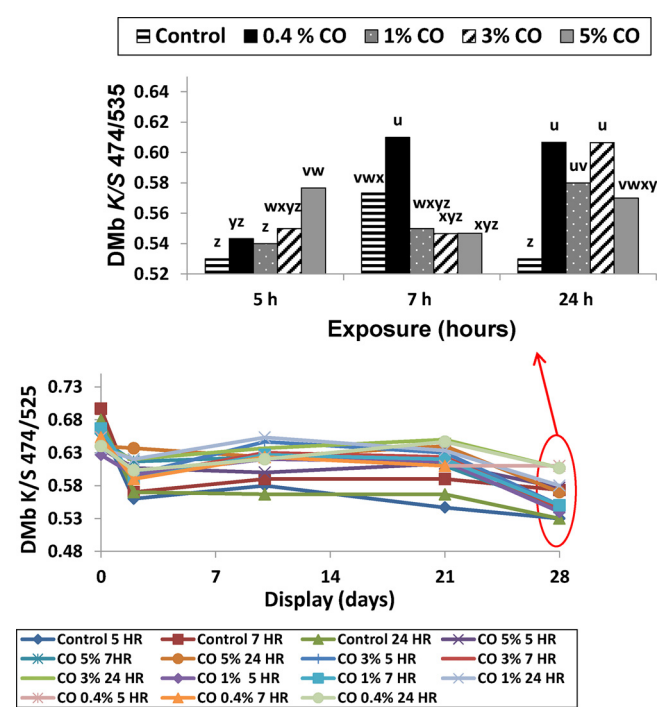 Control 0.4 % CO 1% CO 3% CO 5% CO
DMb K/S 474/535
0.64
0.62
0.60
0.58
0.56
0.54
0.52
z yz z wxyz vw
vwx u wxyz xyz xyz
z u uv u vwxy
5 h 7 h 24 h
Exposure (hours)
DMb K/S 474/525
0.73
0.68
0.63
0.58
0.53
0.48
0 7 14 21 28
Display (days)
Control 5 HR Control 7 HR Control 24 HR CO 5% 5 HR
CO 5% 7HR CO 5% 24 HR CO 3% 5 HR CO 3% 7 HR
CO 3% 24 HR CO 1% 5 HR CO 1% 7 HR CO 1% 24 HR
CO 0.4% 5 HR CO 0.4% 7 HR CO 0.4% 24 HR